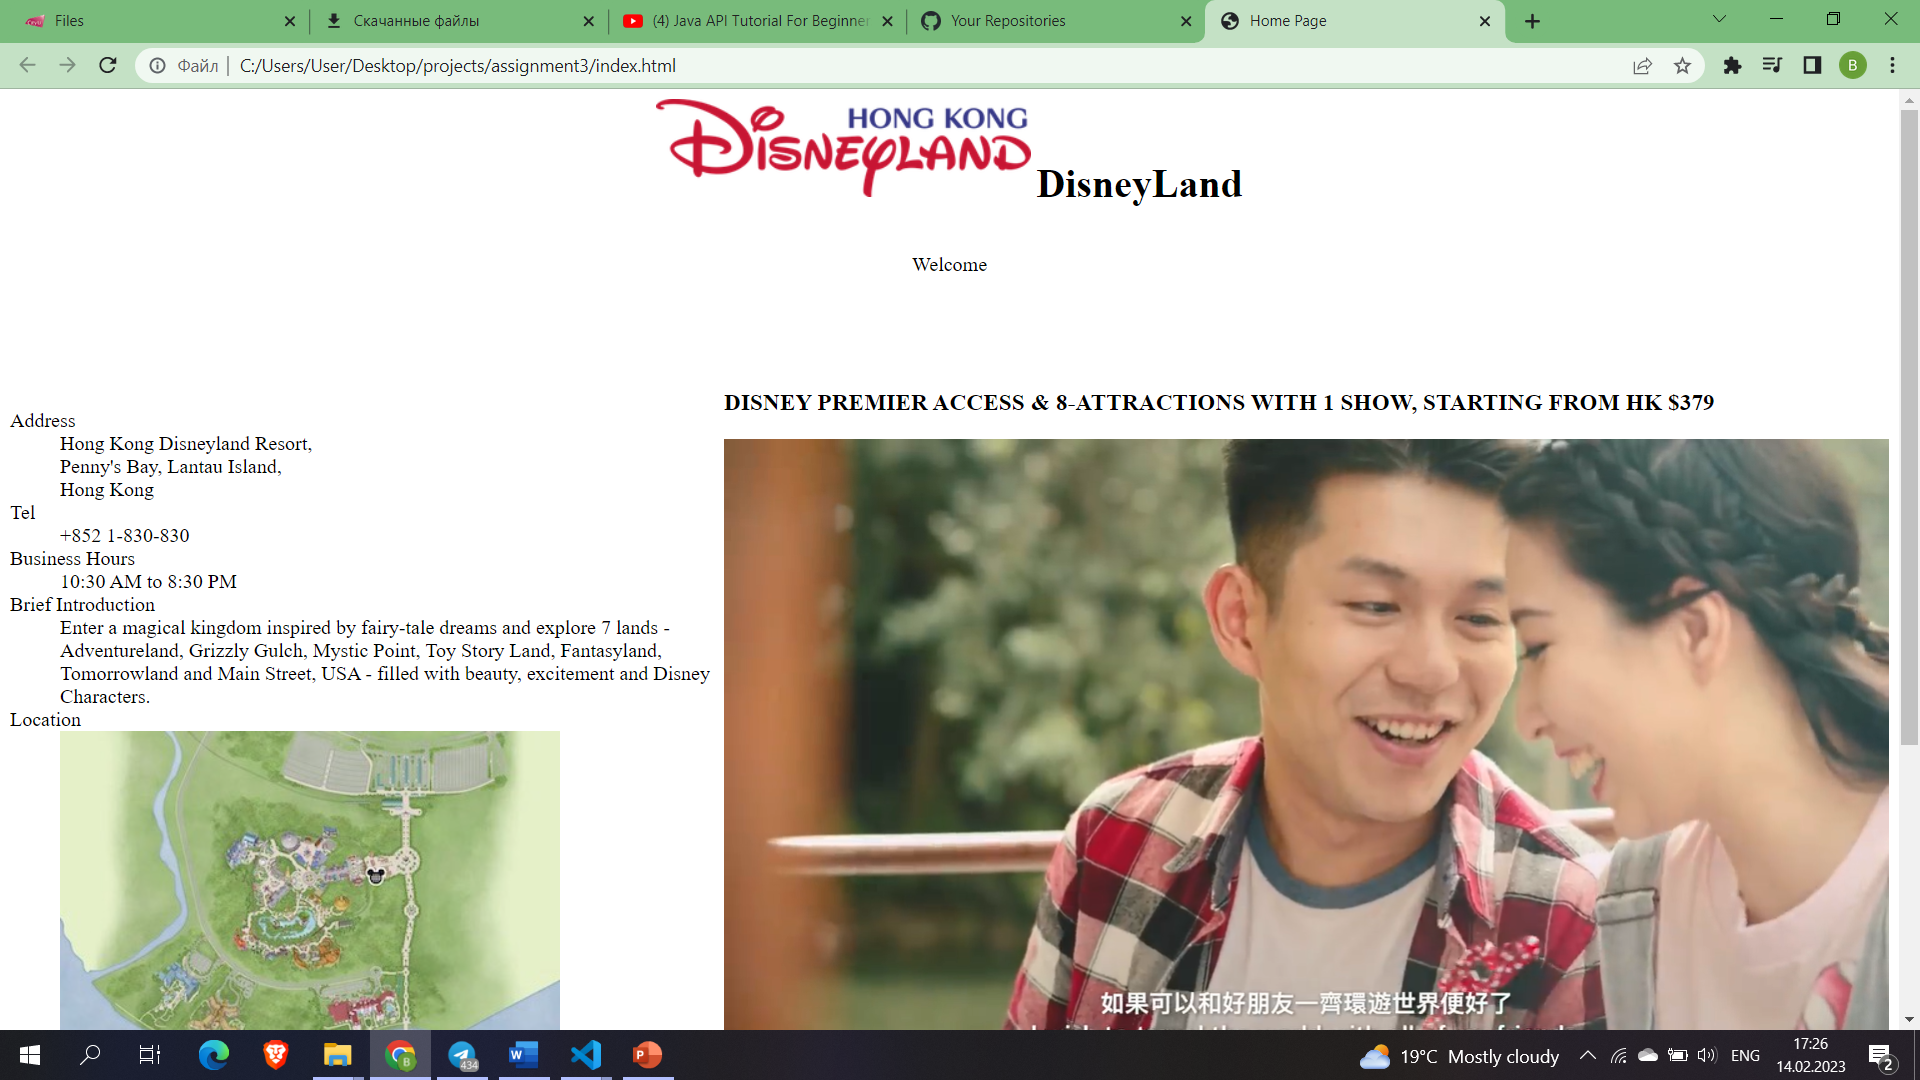 Files
Скачанные файлы
(4) Java API Tutorial For Beginner
Your Repositories
Home Page
Файл
C:/Users/User/Desktop/projects/assignment3/index.html
B
HONG KONG
Disneyland
DisneyLand
Welcome
Address
Hong Kong Disneyland Resort,
Penny's Bay, Lantau Island,
Hong Kong
Tel
+852 1-830-830
Business Hours
10:30 AM to 8:30 PM
Brief Introduction
Enter a magical kingdom inspired by fairy-tale dreams and explore 7 lands -
Adventureland, Grizzly Gulch, Mystic Point, Toy Story Land, Fantasyland,
Tomorrowland and Main Street, USA - filled with beauty, excitement and Disney
Characters.
Location
DISNEY PREMIER ACCESS & 8-ATTRACTIONS WITH 1 SHOW, STARTING FROM HK $379
如果可以和好朋友一齊環遊世界便好了
B
434
W
P
19°C Mostly cloudy
ENG
17:26
14.02.2023
2